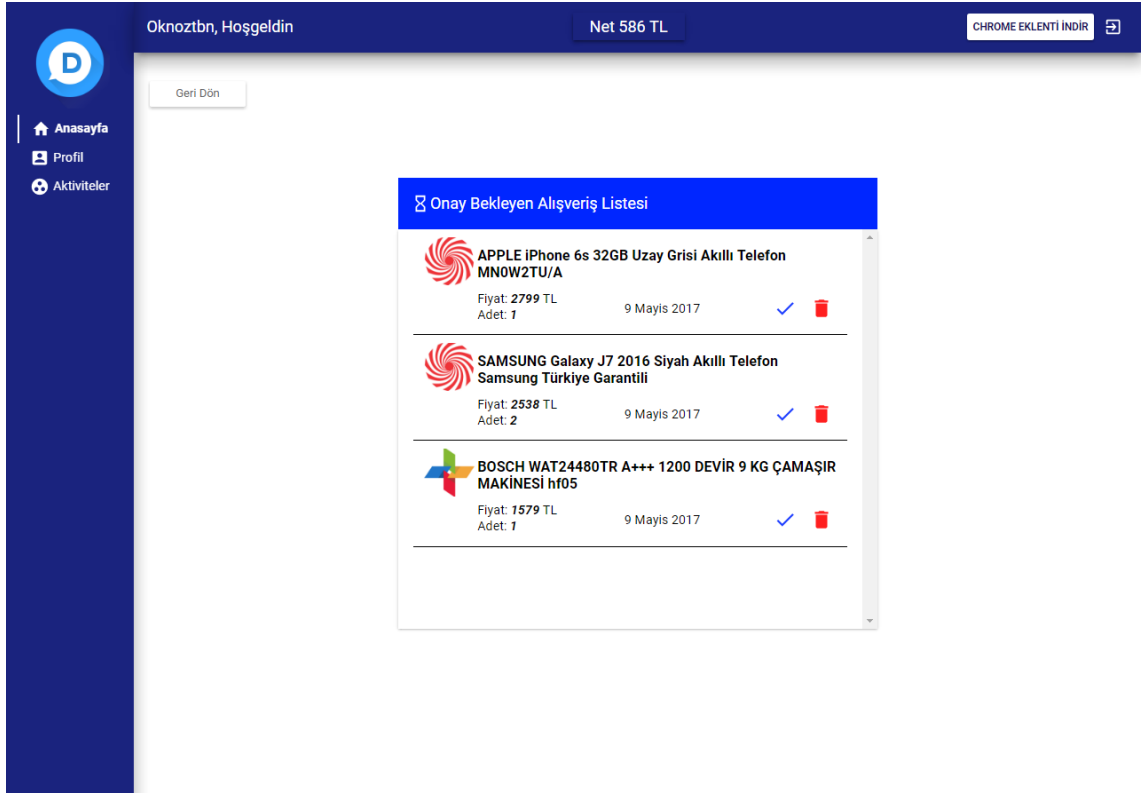 Oknoztbn, Hoşgeldin
Net 586 TL
CHROME EKLENTİ İNDİR
D
Geri Dön
Anasayfa
Profil
Aktiviteler
Onay Bekleyen Alışveriş Listesi
APPLE iPhone 6s 32GB Uzay Grisi Akıllı Telefon
MN0W2TU/A
Fiyat: 2799 TL
Adet: 1
9 Mayis 2017
SAMSUNG Galaxy J7 2016 Siyah Akıllı Telefon
Samsung Türkiye Garantili
Fiyat: 2538 TL
Adet: 2
9 Mayis 2017
BOSCH WAT24480TR A+++ 1200 DEVİR 9 KG ÇAMAŞIR
MAKİNESİ hf05
Fiyat: 1579 TL
Adet: 1
9 Mayis 2017